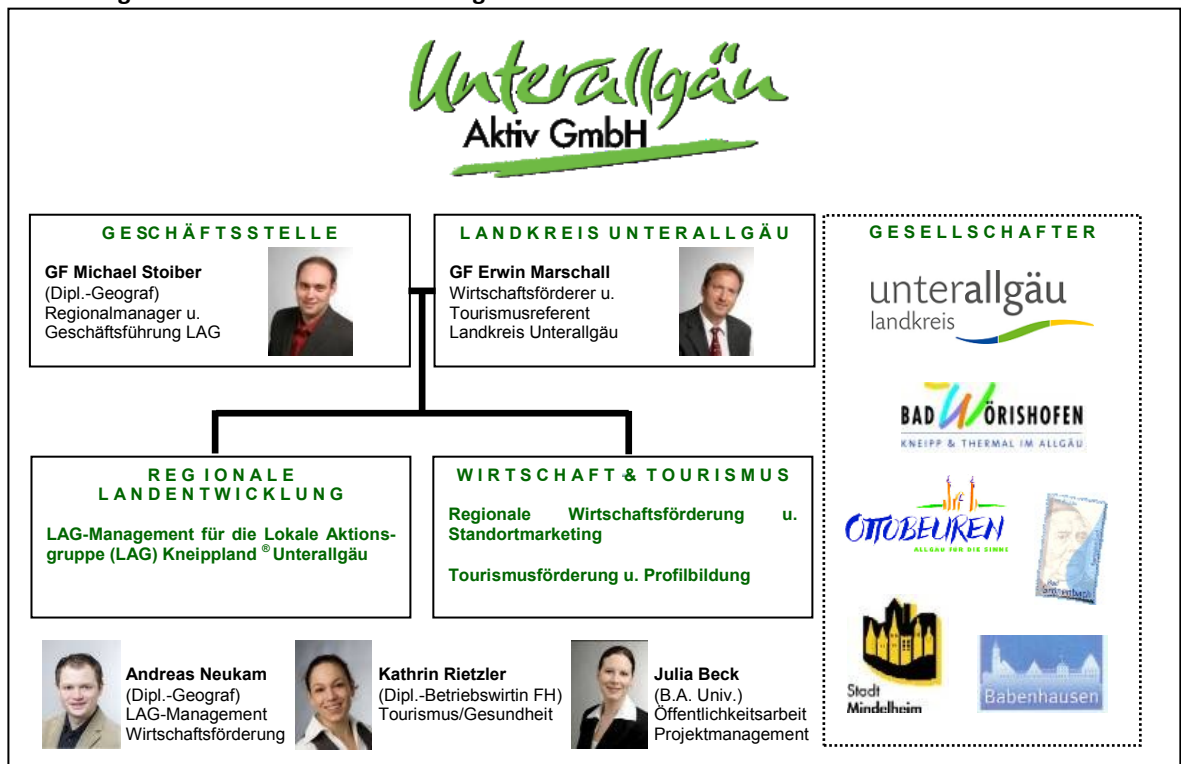 Unterallgäu
Aktiv GmbH
GESCHÄFTSSTELLE
GF Michael Stoiber
(Dipl.-Geograf)
Regionalmanager u.
Geschäftsführung LAG
LANDKREIS UNTERALLGÄU
GF Erwin Marschall
Wirtschaftsförderer u.
Tourismusreferent
Landkreis Unterallgäu
REGIONALE
LANDENTWICKLUNG
LAG-Management für die Lokale Aktions-
gruppe (LAG) Kneippland ® Unterallgäu
WIRTSCHAFT & TOURISMUS
Regionale Wirtschaftsförderung u.
Standortmarketing
Tourismusförderung u. Profilbildung
Andreas Neukam
(Dipl.-Geograf)
LAG-Management
Wirtschaftsförderung
Kathrin Rietzler
(Dipl.-Betriebswirtin FH)
Tourismus/Gesundheit
Julia Beck
(B.A. Univ.)
Öffentlichkeitsarbeit
Projektmanagement
GESELLSCHAFTER
unterallgäu
landkreis
BAD WÖRISHOFEN
KNEIPP & THERMAL IM ALLGÄU
OTTOBEUREN
ALLGÄU FÜR DIE SINNE
Bad
Grönenbach
Stadt
Mindelheim
Babenhausen